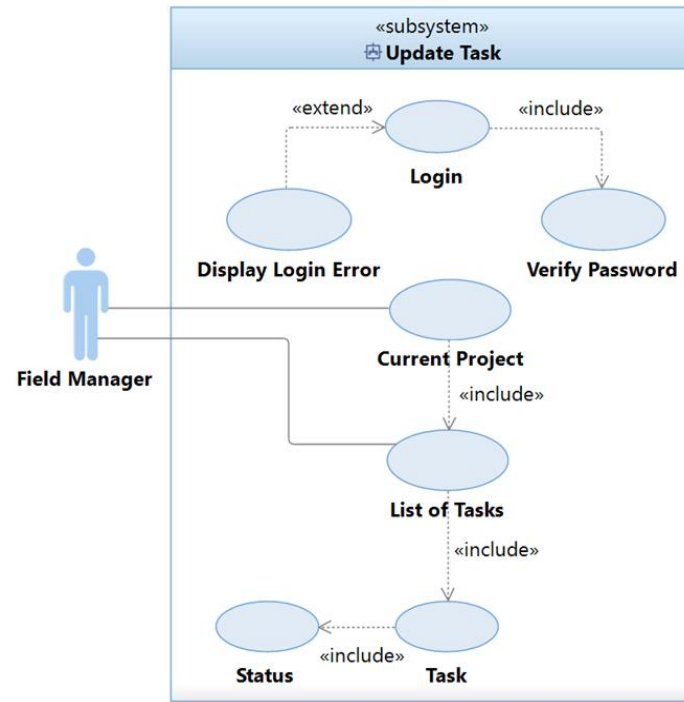 «subsystem»
Update Task
«extend»
«include»
Login
Display Login Error
Verify Password
Field Manager
Current Project
«include»
List of Tasks
«include»
«include»
Status
Task